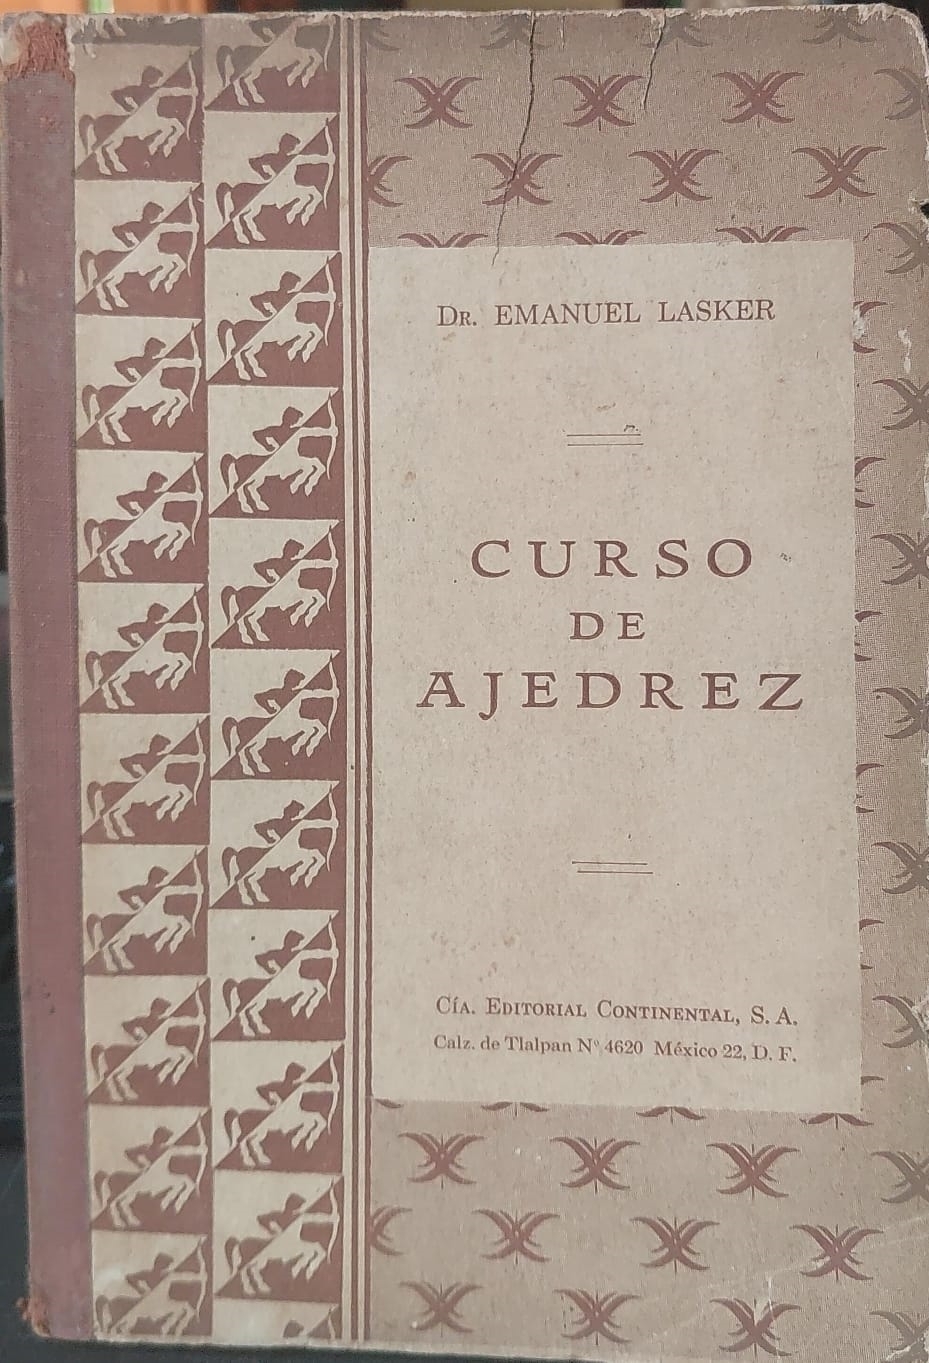 Dr. EMANUEL LASKER
CURSO
DE
AJEDREZ
Cía. Editorial Continental, S. A.
Calz. de Tlalpan Nº 4620 México 22, D. F.